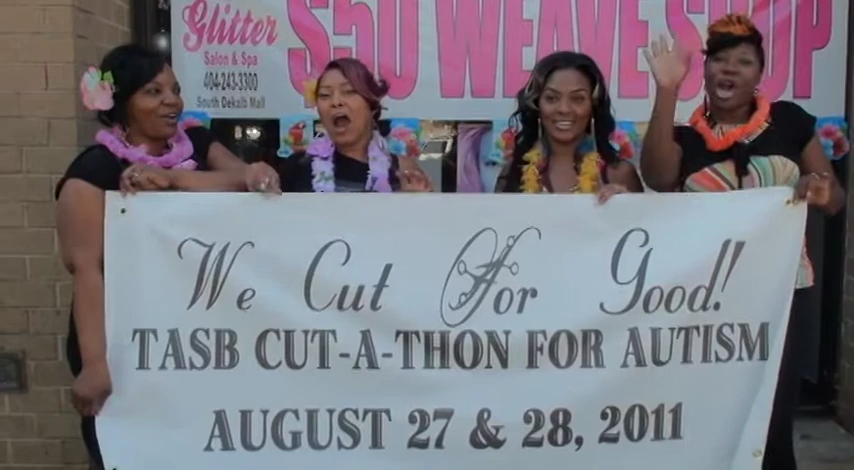 Glitter
Salon & Spa
404-243-3300
South Dekalb Mall
$50 WEAVE SHOP
We Cut For Good!
TASB CUT-A-THON FOR AUTISM
AUGUST 27 & 28, 2011